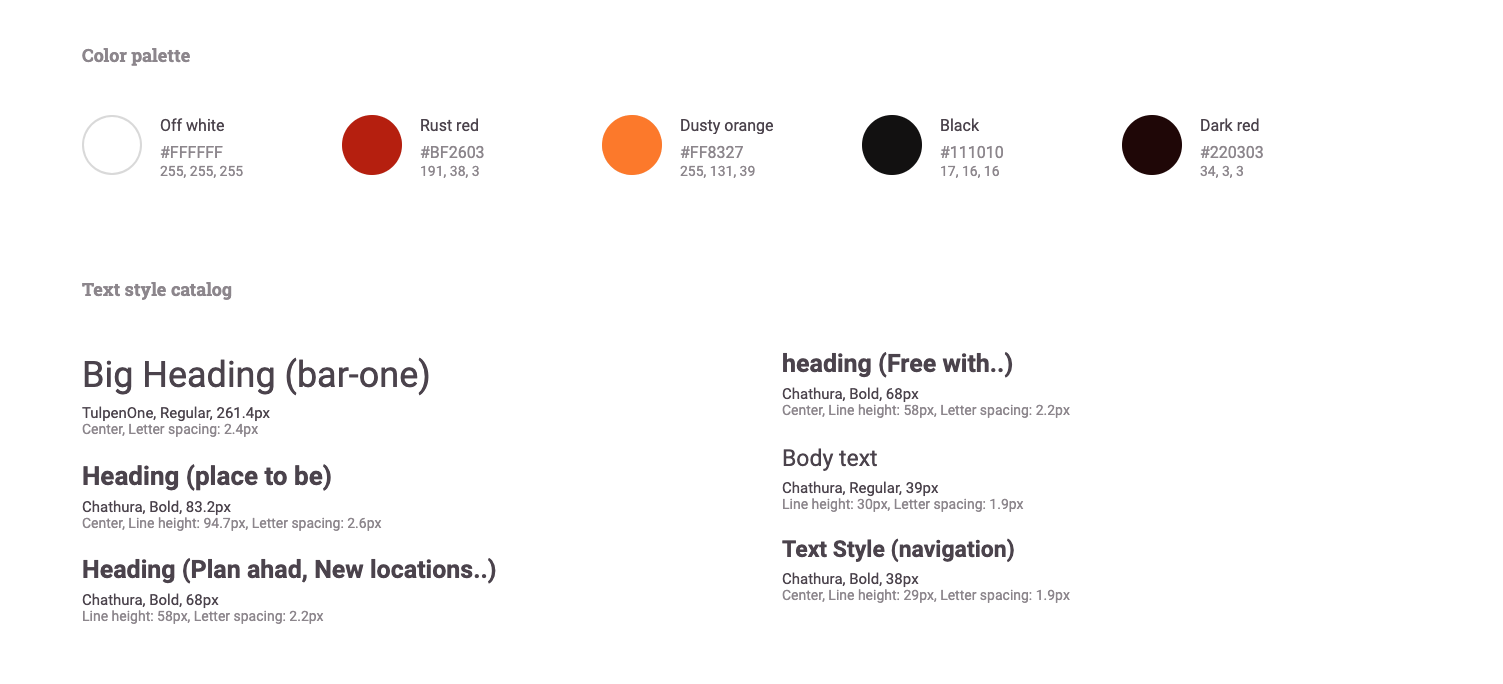 Color palette
Off white
#FFFFFF
255, 255, 255
Rust red
#BF2603
191, 38, 3
Dusty orange
#FF8327
255, 131, 39
Black
#111010
17, 16, 16
Dark red
#220303
34, 3, 3
Text style catalog
Big Heading (bar-one)
TulpenOne, Regular, 261.4px
Center, Letter spacing: 2.4px
Heading (place to be)
Chathura, Bold, 83.2px
Center, Line height: 94.7px, Letter spacing: 2.6px
Heading (Plan ahad, New locations..)
Chathura, Bold, 68px
Line height: 58px, Letter spacing: 2.2px
heading (Free with..)
Chathura, Bold, 68px
Center, Line height: 58px, Letter spacing: 2.2px
Body text
Chathura, Regular, 39px
Line height: 30px, Letter spacing: 1.9px
Text Style (navigation)
Chathura, Bold, 38px
Center, Line height: 29px, Letter spacing: 1.9px